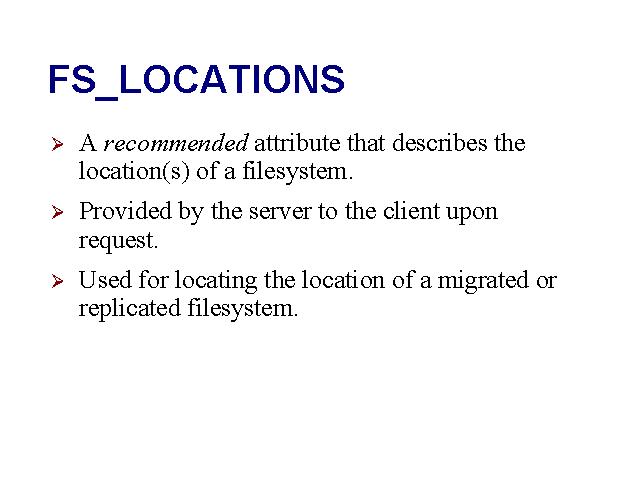 FS_LOCATIONS
➢ A recommended attribute that describes the
location(s) of a filesystem.
➢ Provided by the server to the client upon
request.
➢ Used for locating the location of a migrated or
replicated filesystem.